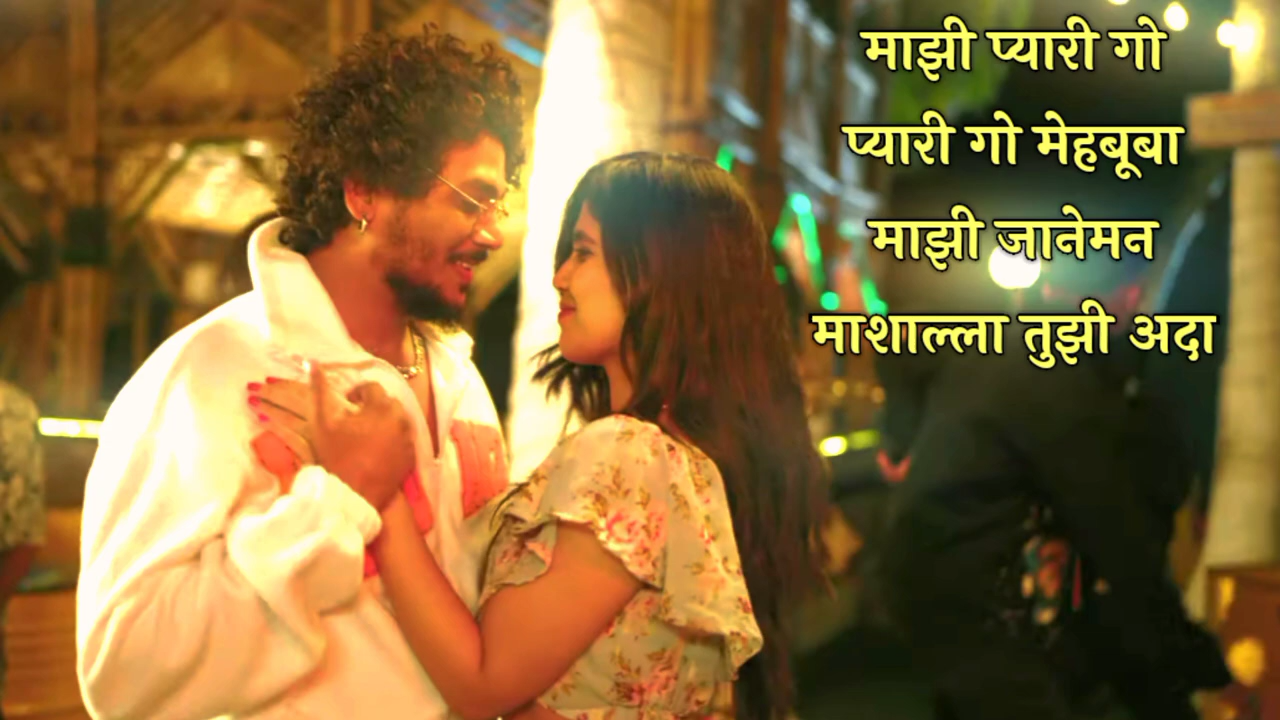 माझी प्यारी गो
प्यारी गो मेहबूबा
माझी जानेमन
माशाल्ला तुझी अदा